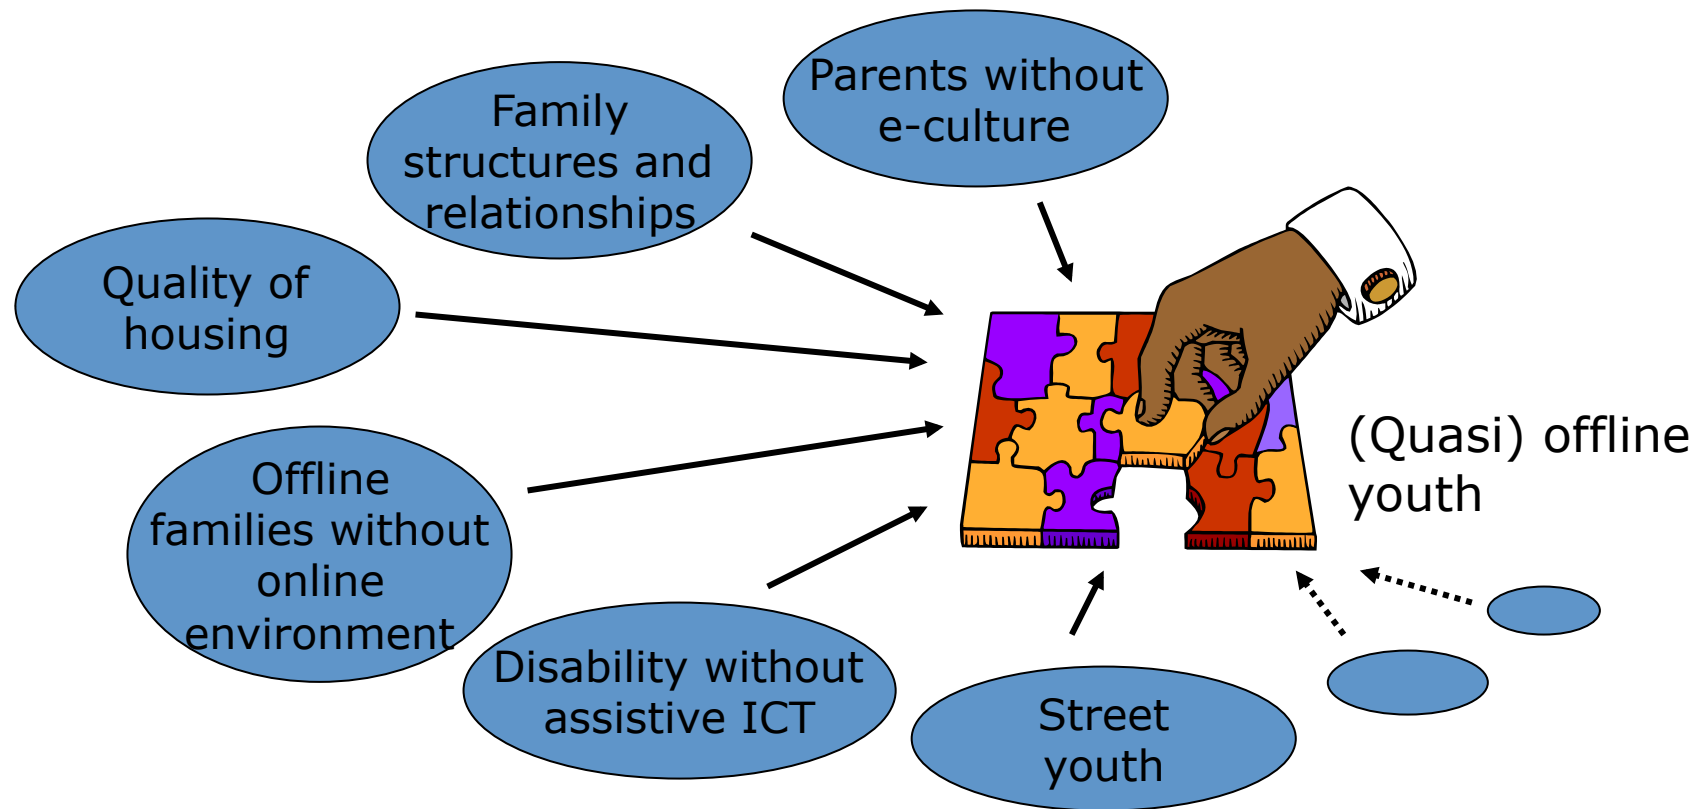 Parents without
e-culture
Family
structures and
relationships
Quality of
housing
Offline
families without
online
environment
Disability without
assistive ICT
Street
youth
(Quasi) offline
youth